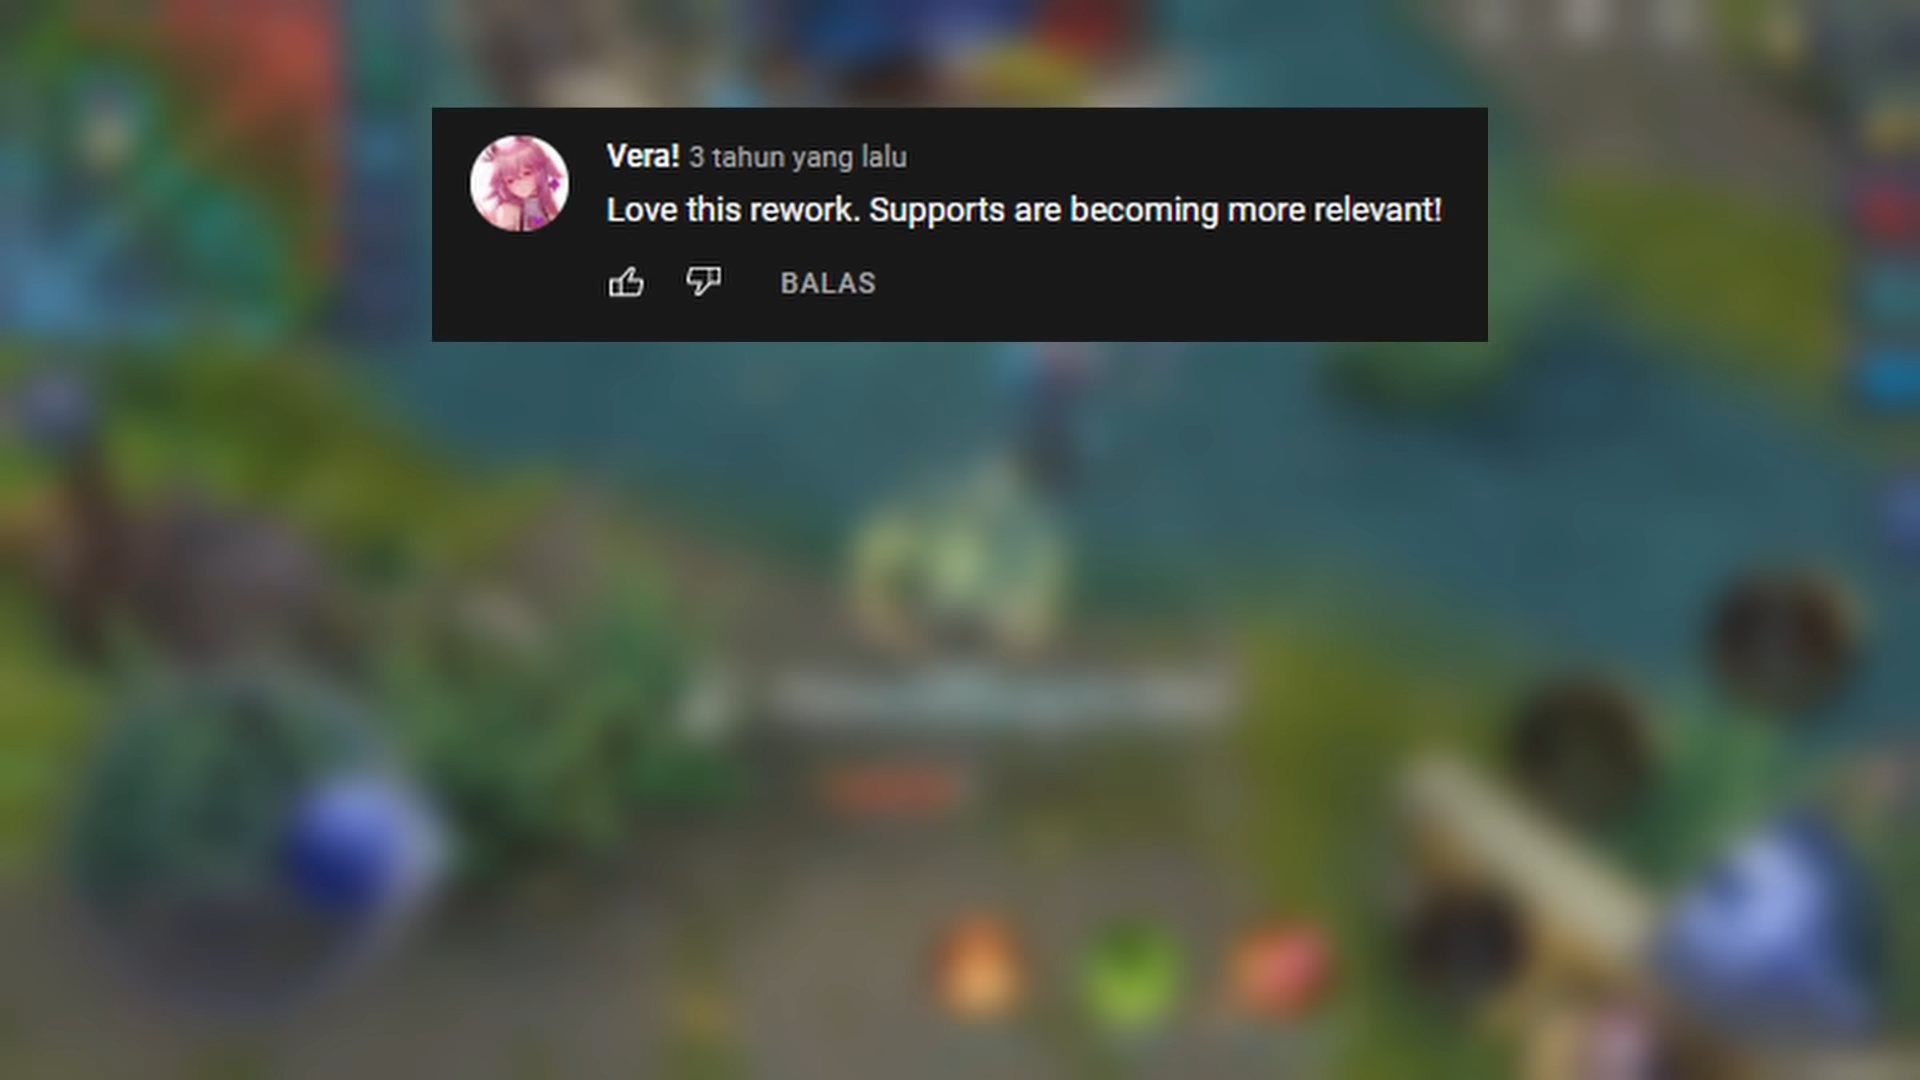 Vera! 3 tahun yang lalu
Love this rework. Supports are becoming more relevant!
BALAS